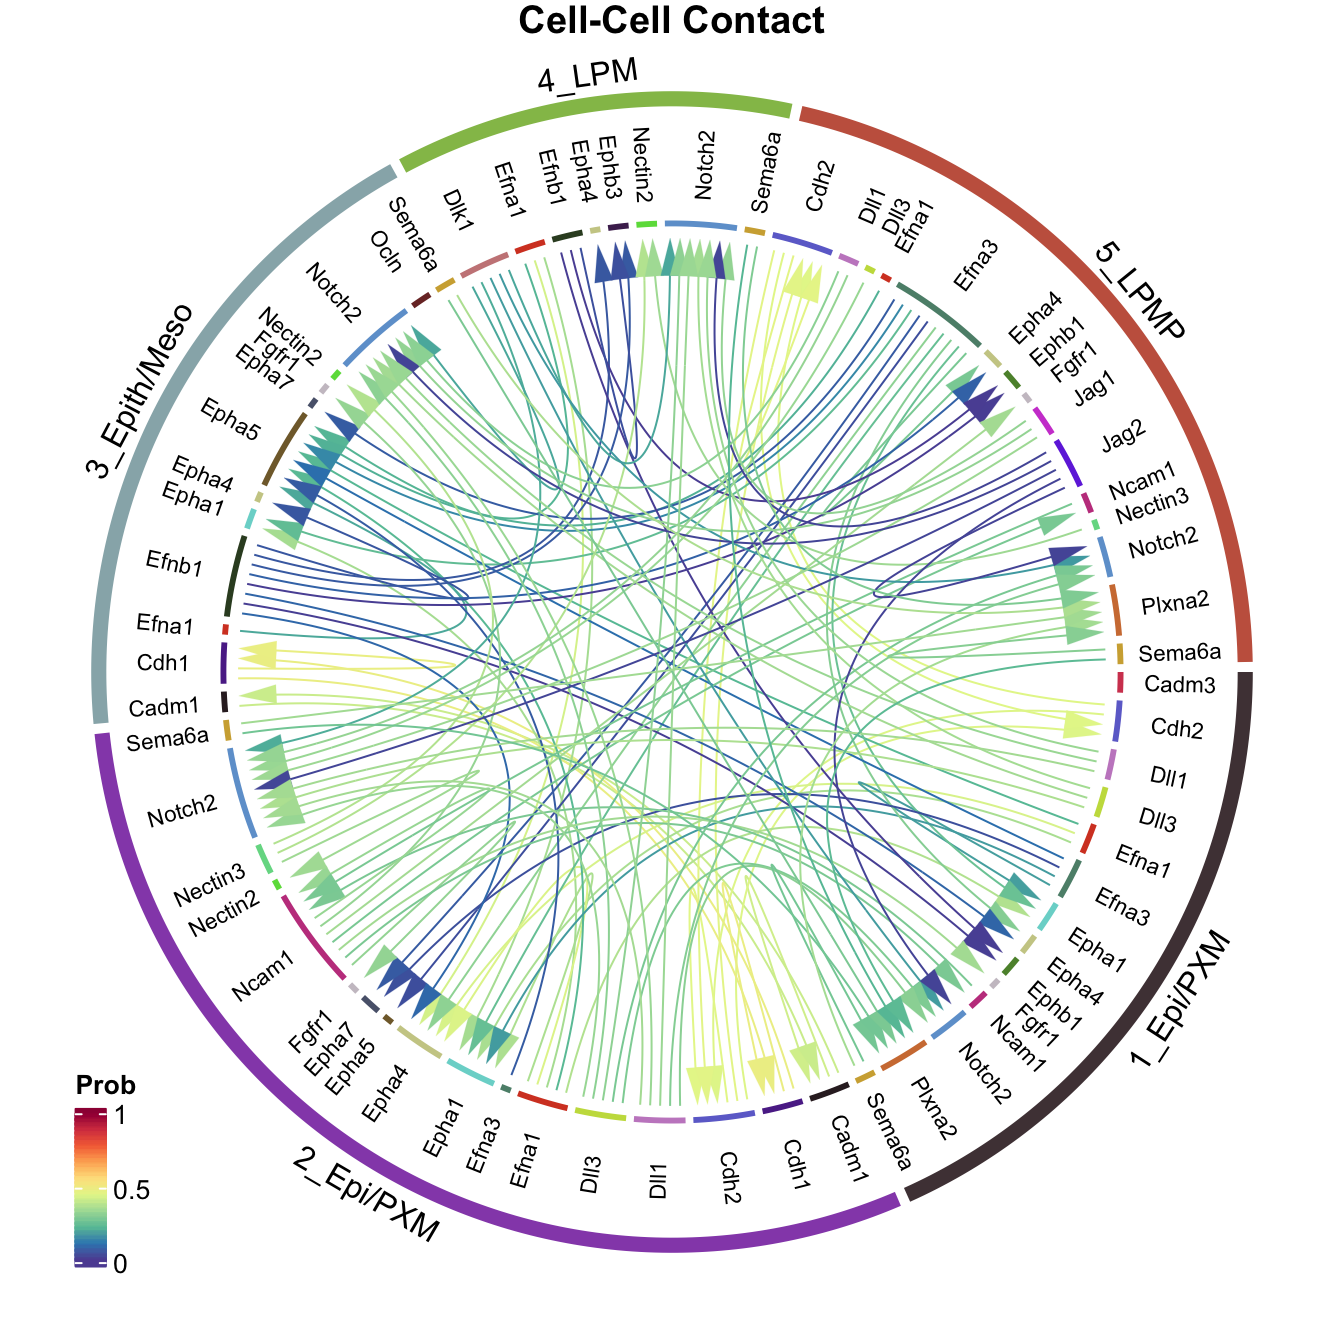 Cell-Cell Contact
4_LPM
Dlk1
Efna1
Efnb1
Epha4
Ephb3
Nectin2
Notch2
Sema6a
5_LPMP
Cdh2
Dll1
Dll3
Efna1
Efna3
Epha4
Ephb1
Fgfr1
Jag1
Jag2
Ncam1
Nectin3
Notch2
Plxna2
Sema6a
1_Epi/PXM
Cadm3
Cdh2
Dll1
Dll3
Efna1
Efna3
Epha1
Epha4
Ephb1
Fgfr1
Ncam1
Notch2
Plxna2
Sema6a
2_Epi/PXM
Cadm1
Cdh1
Cdh2
Dll1
Dll3
Efna1
Efna3
Epha1
Epha4
Epha5
Epha7
Fgfr1
Ncam1
Nectin2
Nectin3
Notch2
Sema6a
3_Epith/Meso
Cadm1
Cdh1
Efna1
Efnb1
Epha1
Epha4
Epha5
Epha7
Fgfr1
Nectin2
Notch2
Ocln
Sema6a
Prob
1
0.5
0